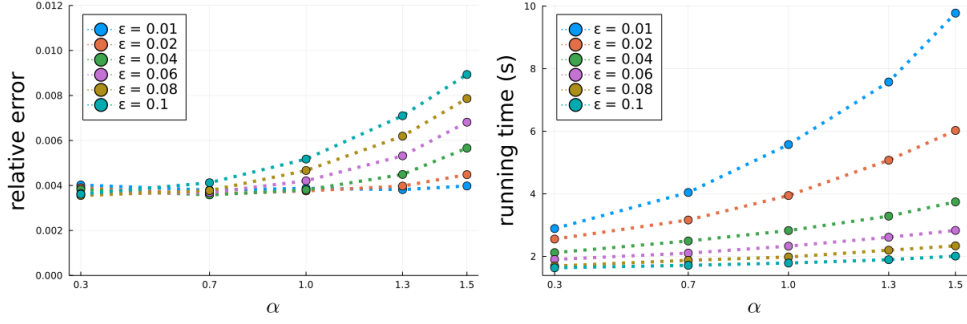 relative error
0.012
0.010
0.008
0.006
0.004
0.002
0.000
ε = 0.01
ε = 0.02
ε = 0.04
ε = 0.06
ε = 0.08
ε = 0.1
0.3 0.7 1.0 1.3 1.5
α
running time (s)
10
8
6
4
2
ε = 0.01
ε = 0.02
ε = 0.04
ε = 0.06
ε = 0.08
ε = 0.1
0.3 0.7 1.0 1.3 1.5
α